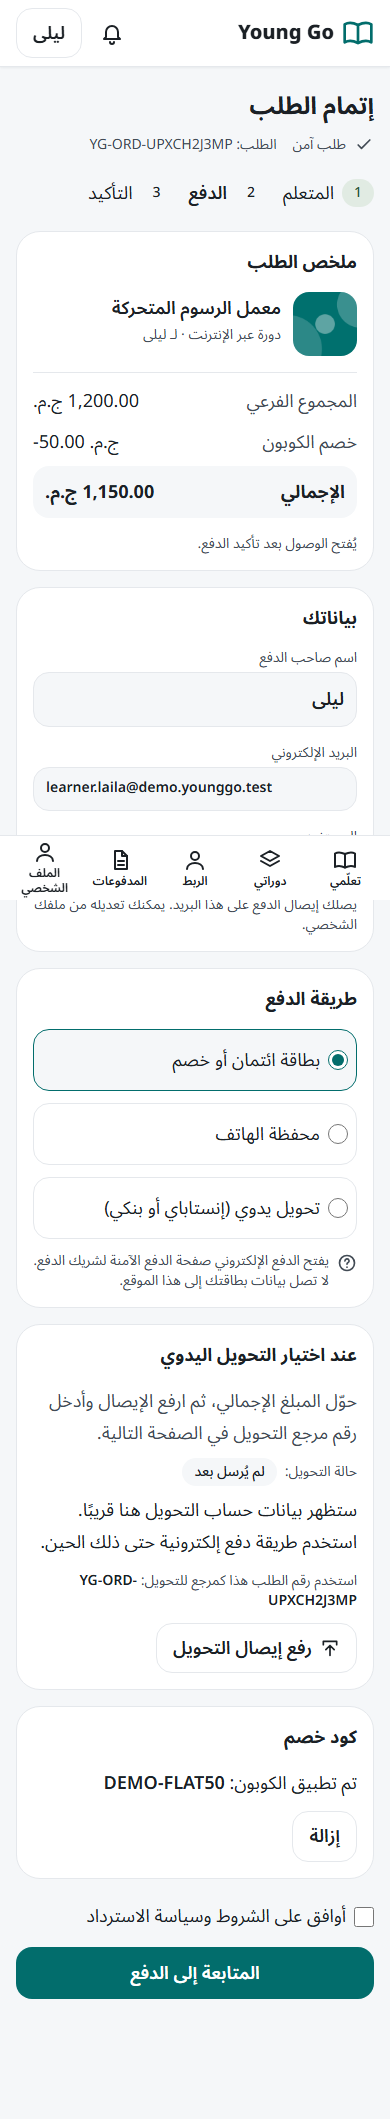 Young Go
ليلى
إتمام الطلب
طلب آمن الطلب: YG-ORD-UPXCH2J3MP
1 المتعلم 2 الدفع 3 التأكيد
ملخص الطلب
معمل الرسوم المتحركة
دورة عبر الإنترنت · لـ ليلى
المجموع الفرعي 1,200.00 ج.م.
خصم الكوبون -50.00 ج.م.
الإجمالي 1,150.00 ج.م.
يُفتح الوصول بعد تأكيد الدفع.
بياناتك
اسم صاحب الدفع
ليلى
البريد الإلكتروني
learner.laila@demo.younggo.test
تعلّمي
دوراتي
الربط
المدفوعات
الملف الشخصي
يصلك إيصال الدفع على هذا البريد. يمكنك تعديله من ملفك
الشخصي.
طريقة الدفع
بطاقة ائتمان أو خصم
محفظة الهاتف
تحويل يدوي (إنستاباي أو بنكي)
يفتح الدفع الإلكتروني صفحة الدفع الآمنة لشريك الدفع.
لا تصل بيانات بطاقتك إلى هذا الموقع.
عند اختيار التحويل اليدوي
حوّل المبلغ الإجمالي، ثم ارفع الإيصال وأدخل
رقم مرجع التحويل في الصفحة التالية.
حالة التحويل: لم يُرسل بعد
ستظهر بيانات حساب التحويل هنا قريبًا.
استخدم طريقة دفع إلكترونية حتى ذلك الحين.
استخدم رقم الطلب هذا كمرجع للتحويل: YG-ORD-
UPXCH2J3MP
رفع إيصال التحويل
كود خصم
تم تطبيق الكوبون: DEMO-FLAT50
إزالة
أوافق على الشروط وسياسة الاسترداد
المتابعة إلى الدفع